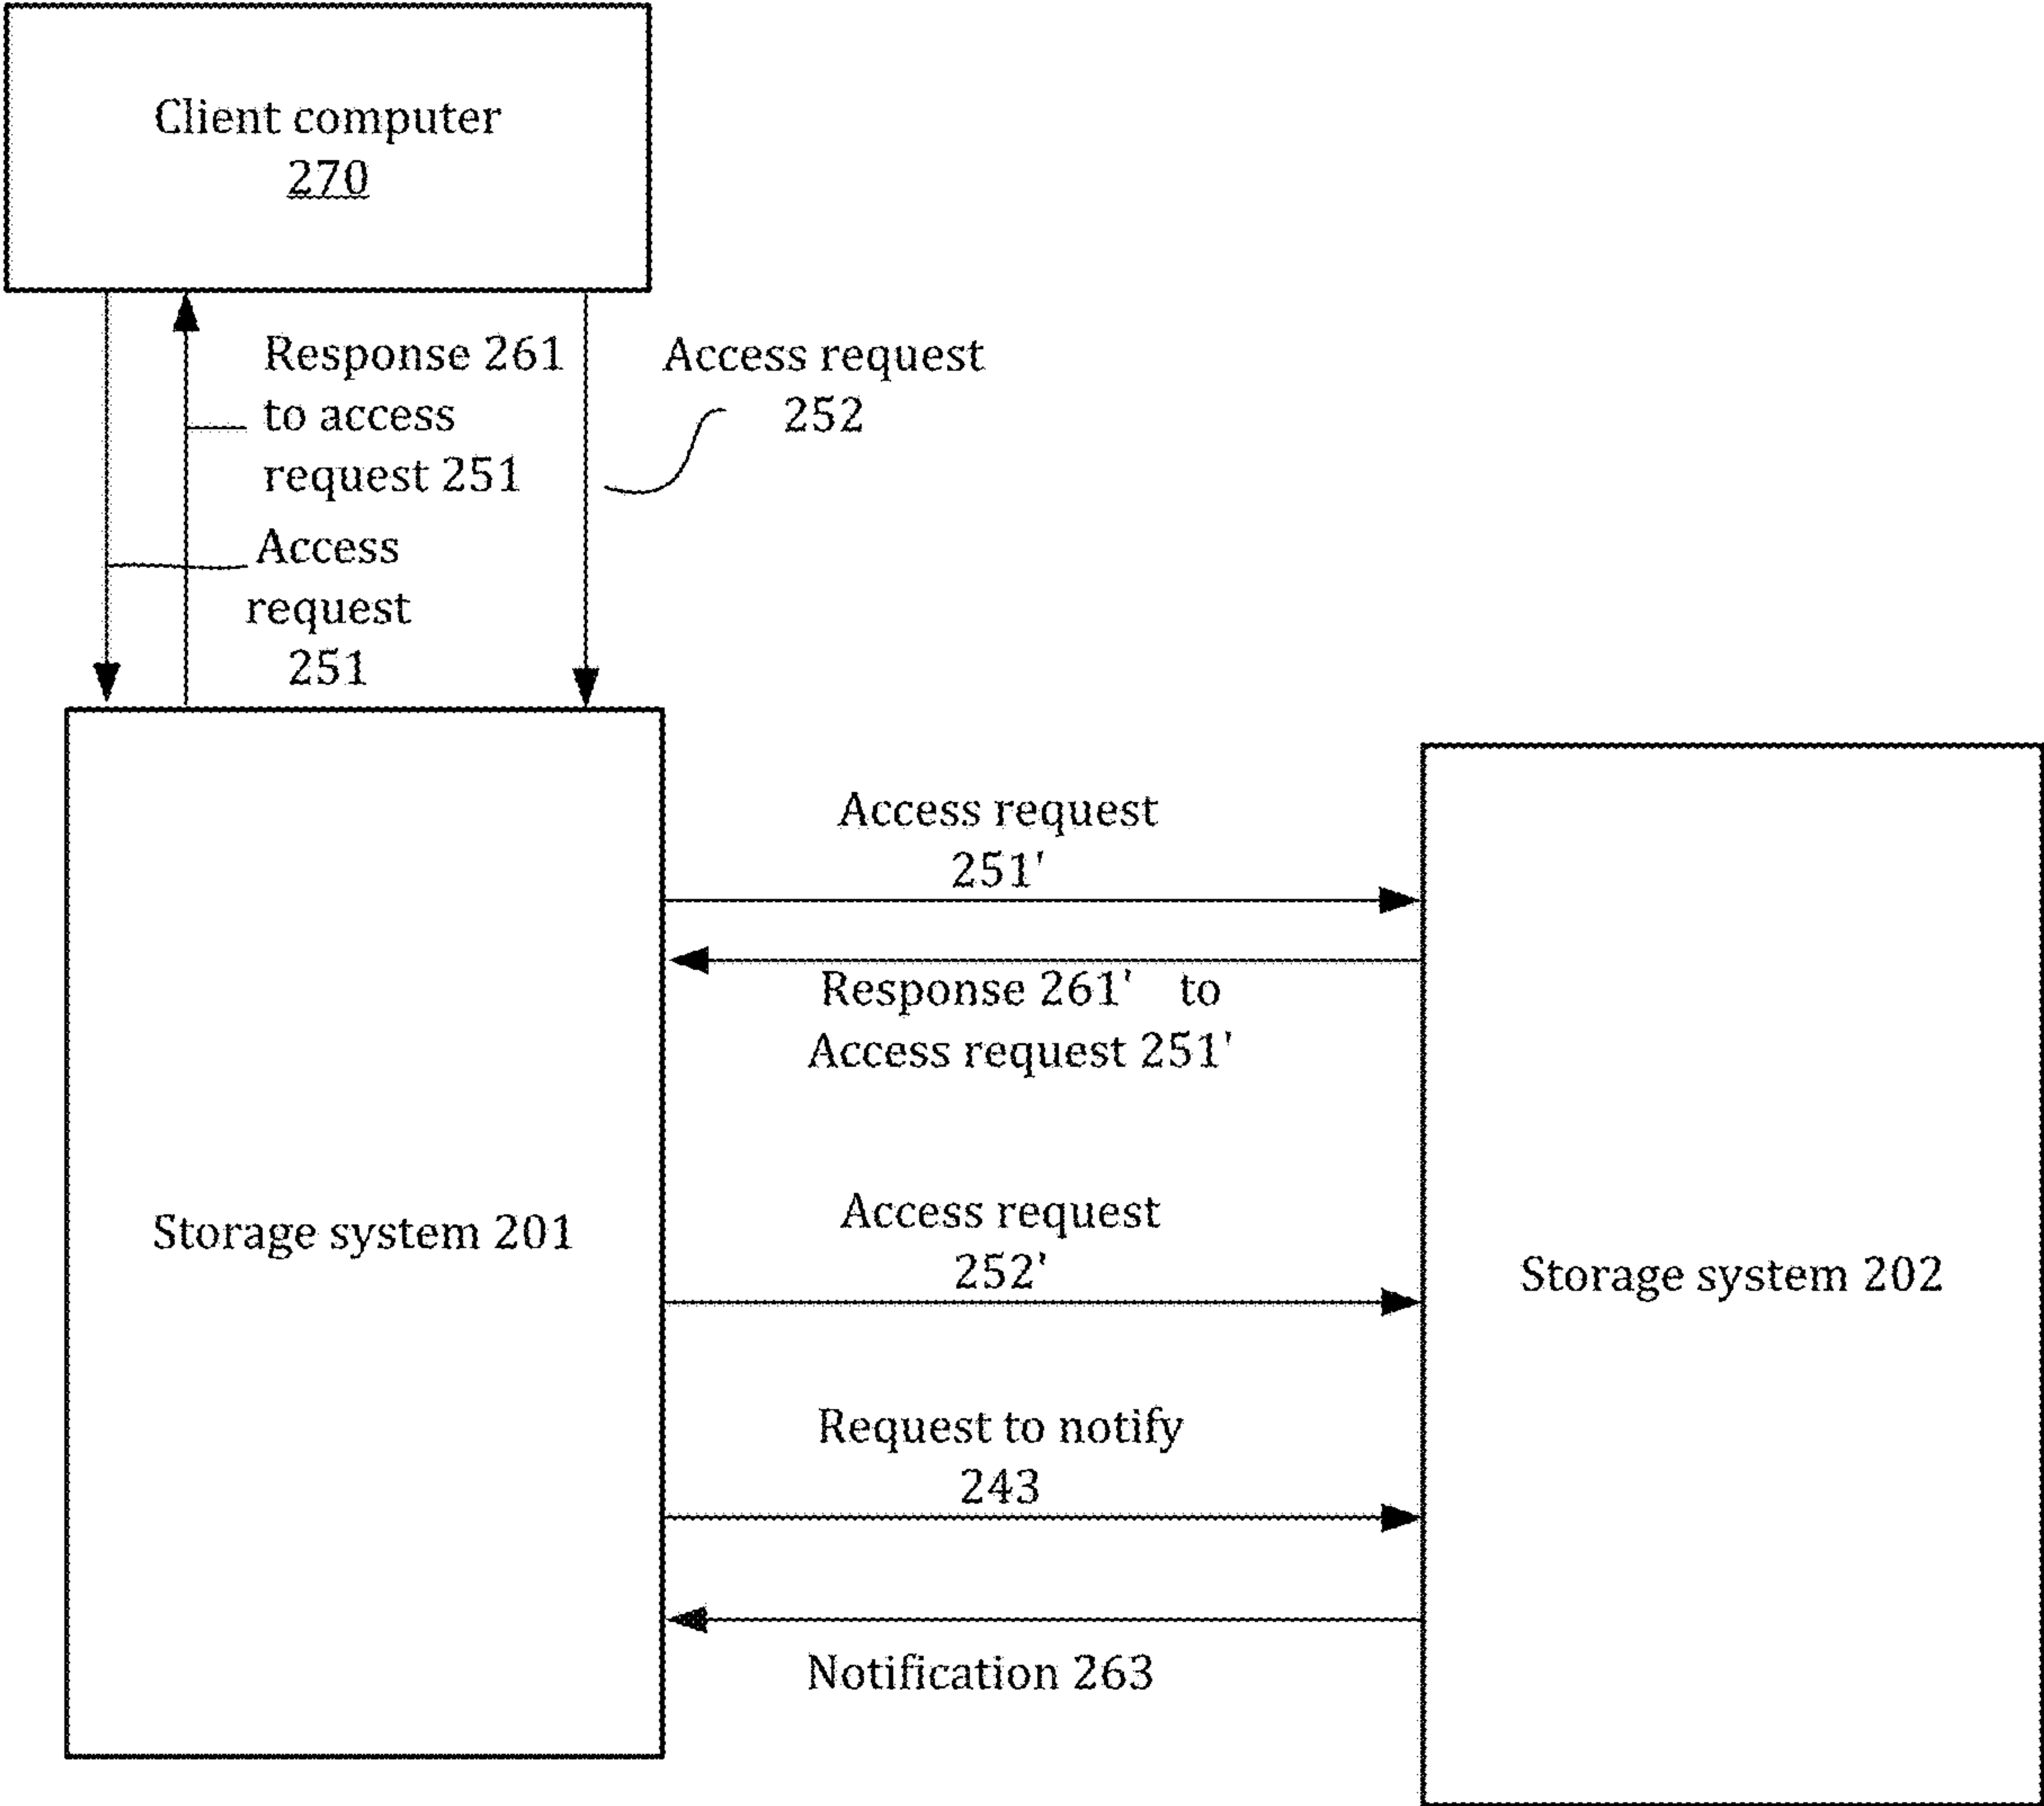 Client computer
270
Response 261
to access
request 251
Access request
252
Access
request
251
Access request
251'
Response 261' to
Access request 251'
Storage system 201
Access request
252'
Storage system 202
Request to notify
243
Notification 263